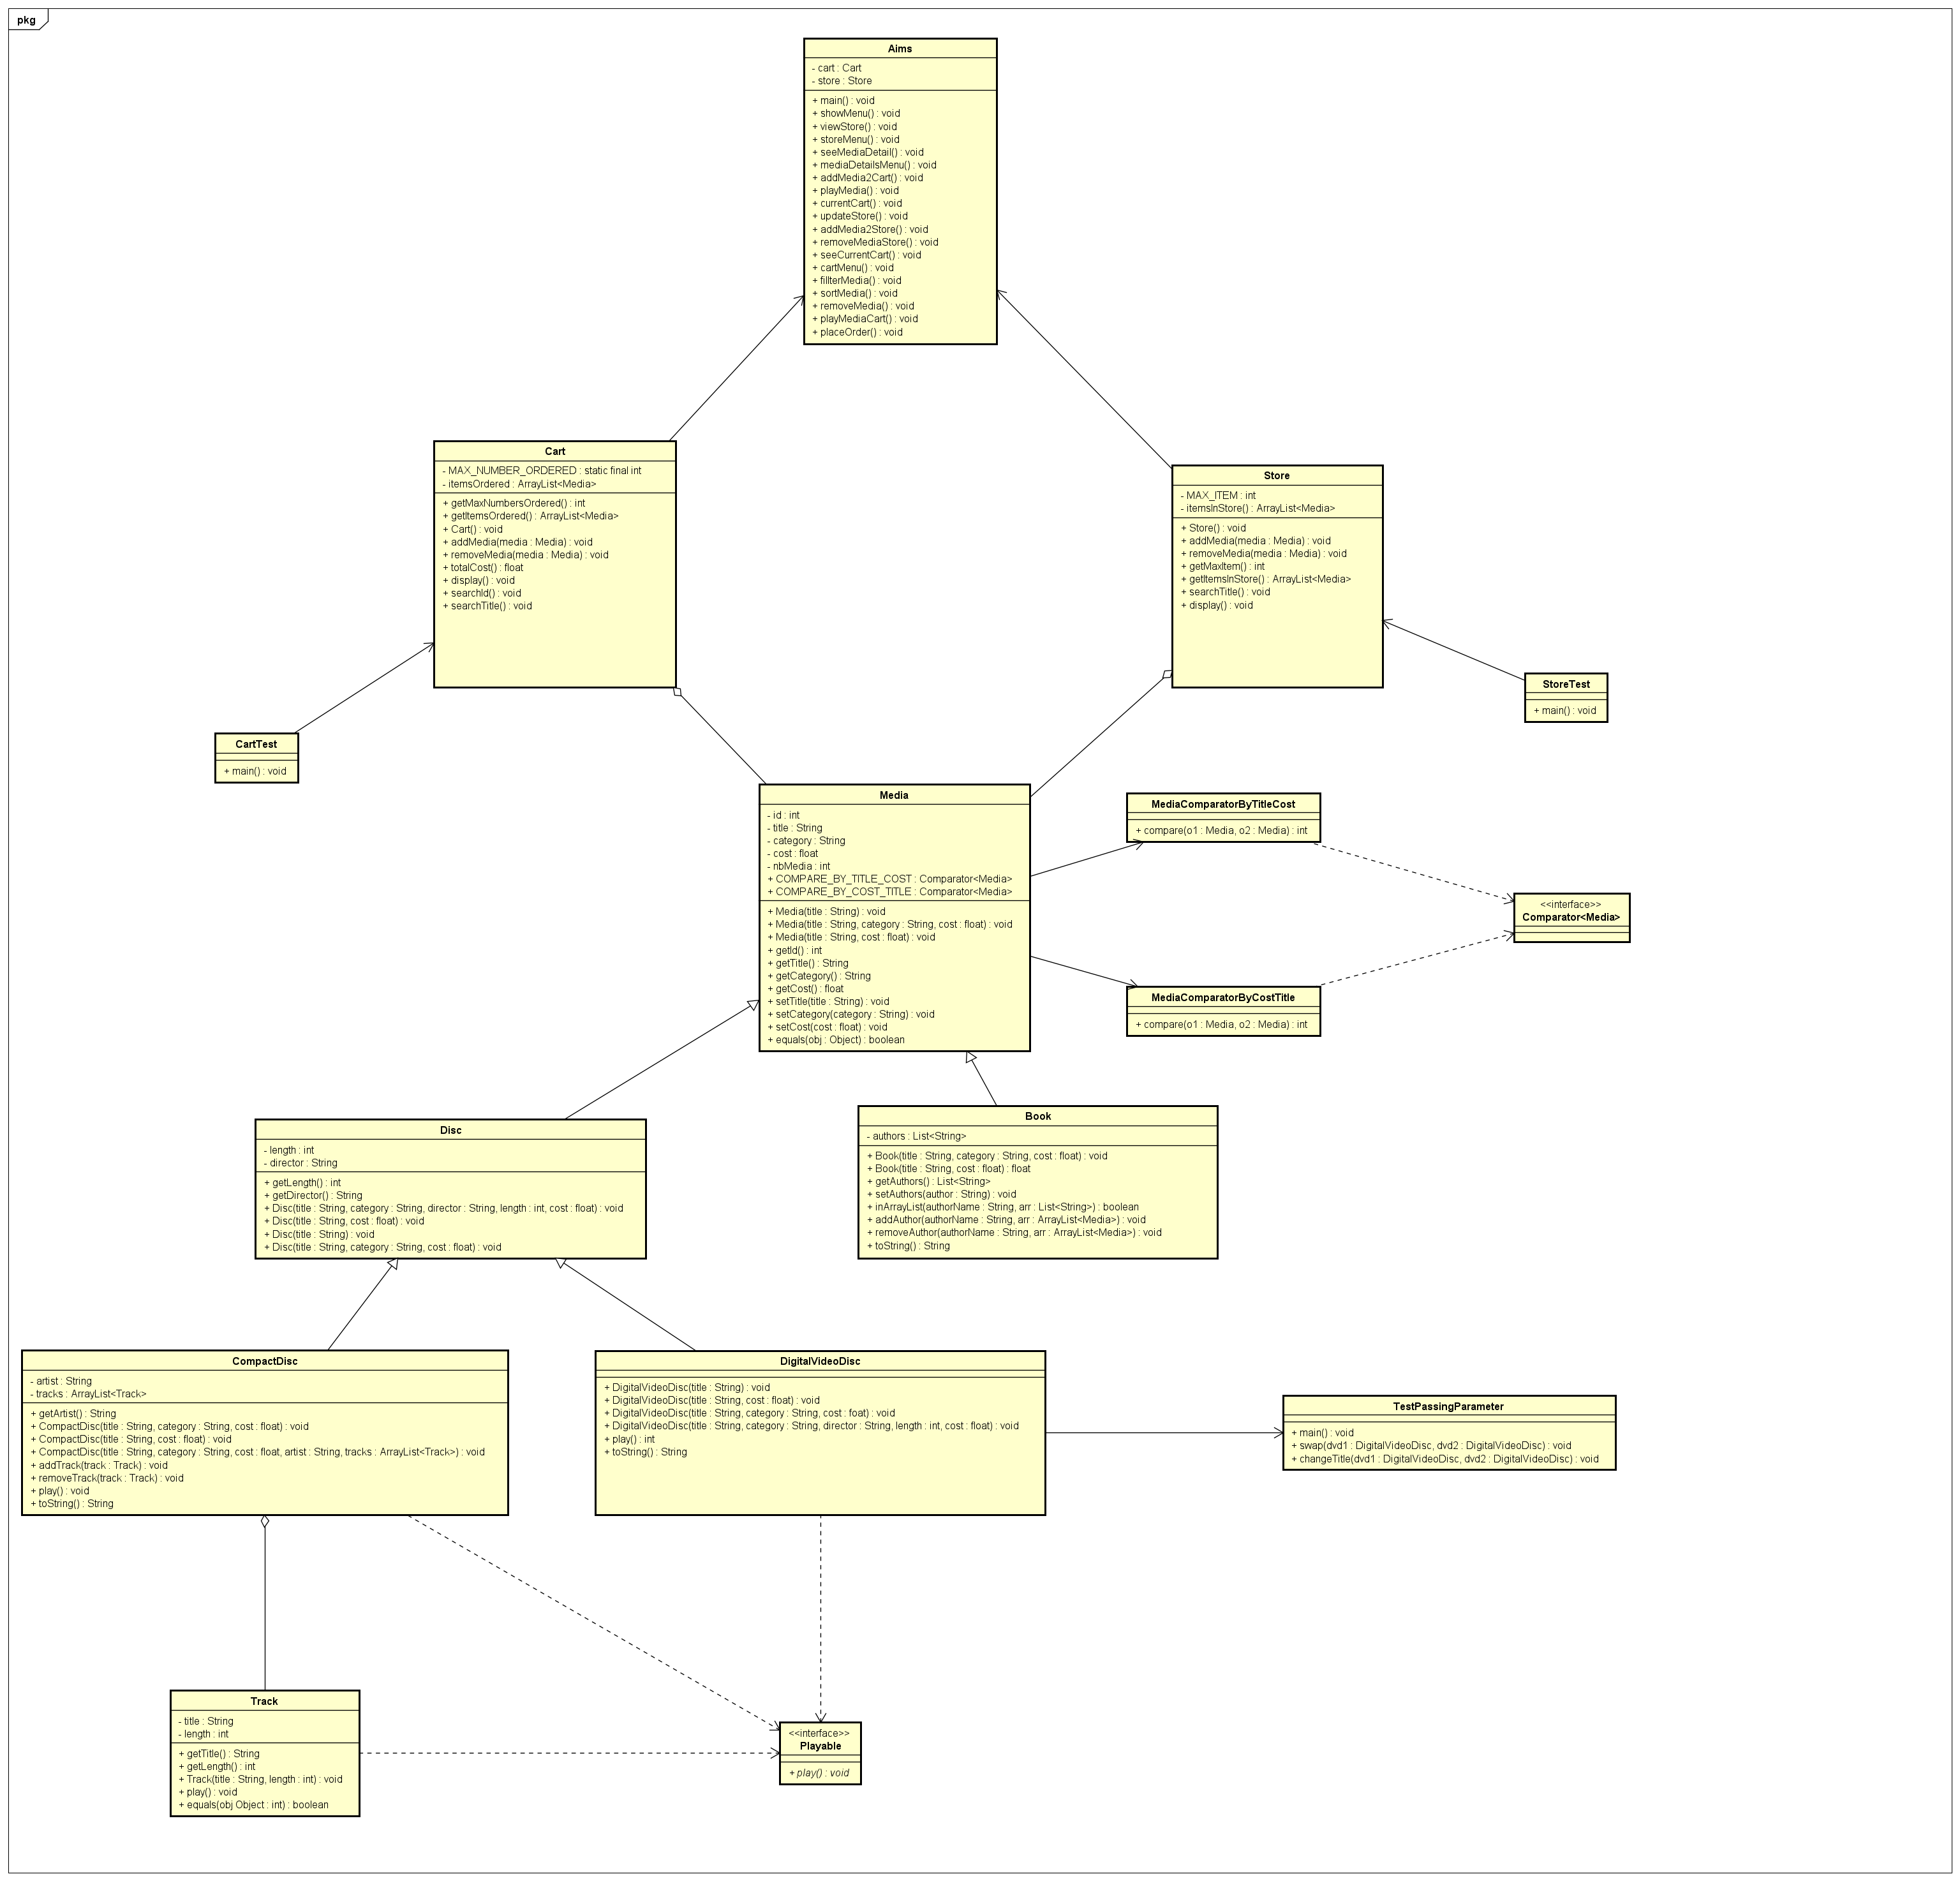 pkg
Aims
- cart : Cart
- store : Store
+ main() : void
+ showMenu() : void
+ viewStore() : void
+ storeMenu() : void
+ seeMediaDetail() : void
+ mediaDetailsMenu() : void
+ addMedia2Cart() : void
+ playMedia() : void
+ currentCart() : void
+ updateStore() : void
+ addMedia2Store() : void
+ removeMediaStore() : void
+ seeCurrentCart() : void
+ cartMenu() : void
+ fillterMedia() : void
+ sortMedia() : void
+ removeMedia() : void
+ playMediaCart() : void
+ placeOrder() : void
Cart
- MAX_NUMBER_ORDERED : static final int
- itemsOrdered : ArrayList<Media>
+ getMaxNumbersOrdered() : int
+ getItemsOrdered() : ArrayList<Media>
+ Cart() : void
+ addMedia(media : Media) : void
+ removeMedia(media : Media) : void
+ totalCost() : float
+ display() : void
+ searchId() : void
+ searchTitle() : void
Store
- MAX_ITEM : int
- itemsInStore() : ArrayList<Media>
+ Store() : void
+ addMedia(media : Media) : void
+ removeMedia(media : Media) : void
+ getMaxItem() : int
+ getItemsInStore() : ArrayList<Media>
+ searchTitle() : void
+ display() : void
StoreTest
+ main() : void
CartTest
+ main() : void
Media
- id : int
- title : String
- category : String
- cost : float
- nbMedia : int
+ COMPARE_BY_TITLE_COST : Comparator<Media>
+ COMPARE_BY_COST_TITLE : Comparator<Media>
+ Media(title : String) : void
+ Media(title : String, category : String, cost : float) : void
+ Media(title : String, cost : float) : void
+ getId() : int
+ getTitle() : String
+ getCategory() : String
+ getCost() : float
+ setTitle(title : String) : void
+ setCategory(category : String) : void
+ setCost(cost : float) : void
+ equals(obj : Object) : boolean
MediaComparatorByTitleCost
+ compare(o1 : Media, o2 : Media) : int
<<interface>>
Comparator<Media>
MediaComparatorByCostTitle
+ compare(o1 : Media, o2 : Media) : int
Disc
- length : int
- director : String
+ getLength() : int
+ getDirector() : String
+ Disc(title : String, category : String, director : String, length : int, cost : float) : void
+ Disc(title : String, cost : float) : void
+ Disc(title : String) : void
+ Disc(title : String, category : String, cost : float) : void
Book
- authors : List<String>
+ Book(title : String, category : String, cost : float) : void
+ Book(title : String, cost : float) : float
+ getAuthors() : List<String>
+ setAuthors(author : String) : void
+ inArrayList(authorName : String, arr : List<String>) : boolean
+ addAuthor(authorName : String, arr : ArrayList<Media>) : void
+ removeAuthor(authorName : String, arr : ArrayList<Media>) : void
+ toString() : String
CompactDisc
- artist : String
- tracks : ArrayList<Track>
+ getArtist() : String
+ CompactDisc(title : String, category : String, cost : float) : void
+ CompactDisc(title : String, cost : float) : void
+ CompactDisc(title : String, category : String, cost : float, artist : String, tracks : ArrayList<Track>) : void
+ addTrack(track : Track) : void
+ removeTrack(track : Track) : void
+ play() : void
+ toString() : String
DigitalVideoDisc
+ DigitalVideoDisc(title : String) : void
+ DigitalVideoDisc(title : String, cost : float) : void
+ DigitalVideoDisc(title : String, category : String, cost : foat) : void
+ DigitalVideoDisc(title : String, category : String, director : String, length : int, cost : float) : void
+ play() : int
+ toString() : String
TestPassingParameter
+ main() : void
+ swap(dvd1 : DigitalVideoDisc, dvd2 : DigitalVideoDisc) : void
+ changeTitle(dvd1 : DigitalVideoDisc, dvd2 : DigitalVideoDisc) : void
Track
- title : String
- length : int
+ getTitle() : String
+ getLength() : int
+ Track(title : String, length : int) : void
+ play() : void
+ equals(obj Object : int) : boolean
<<interface>>
Playable
+ play() : void